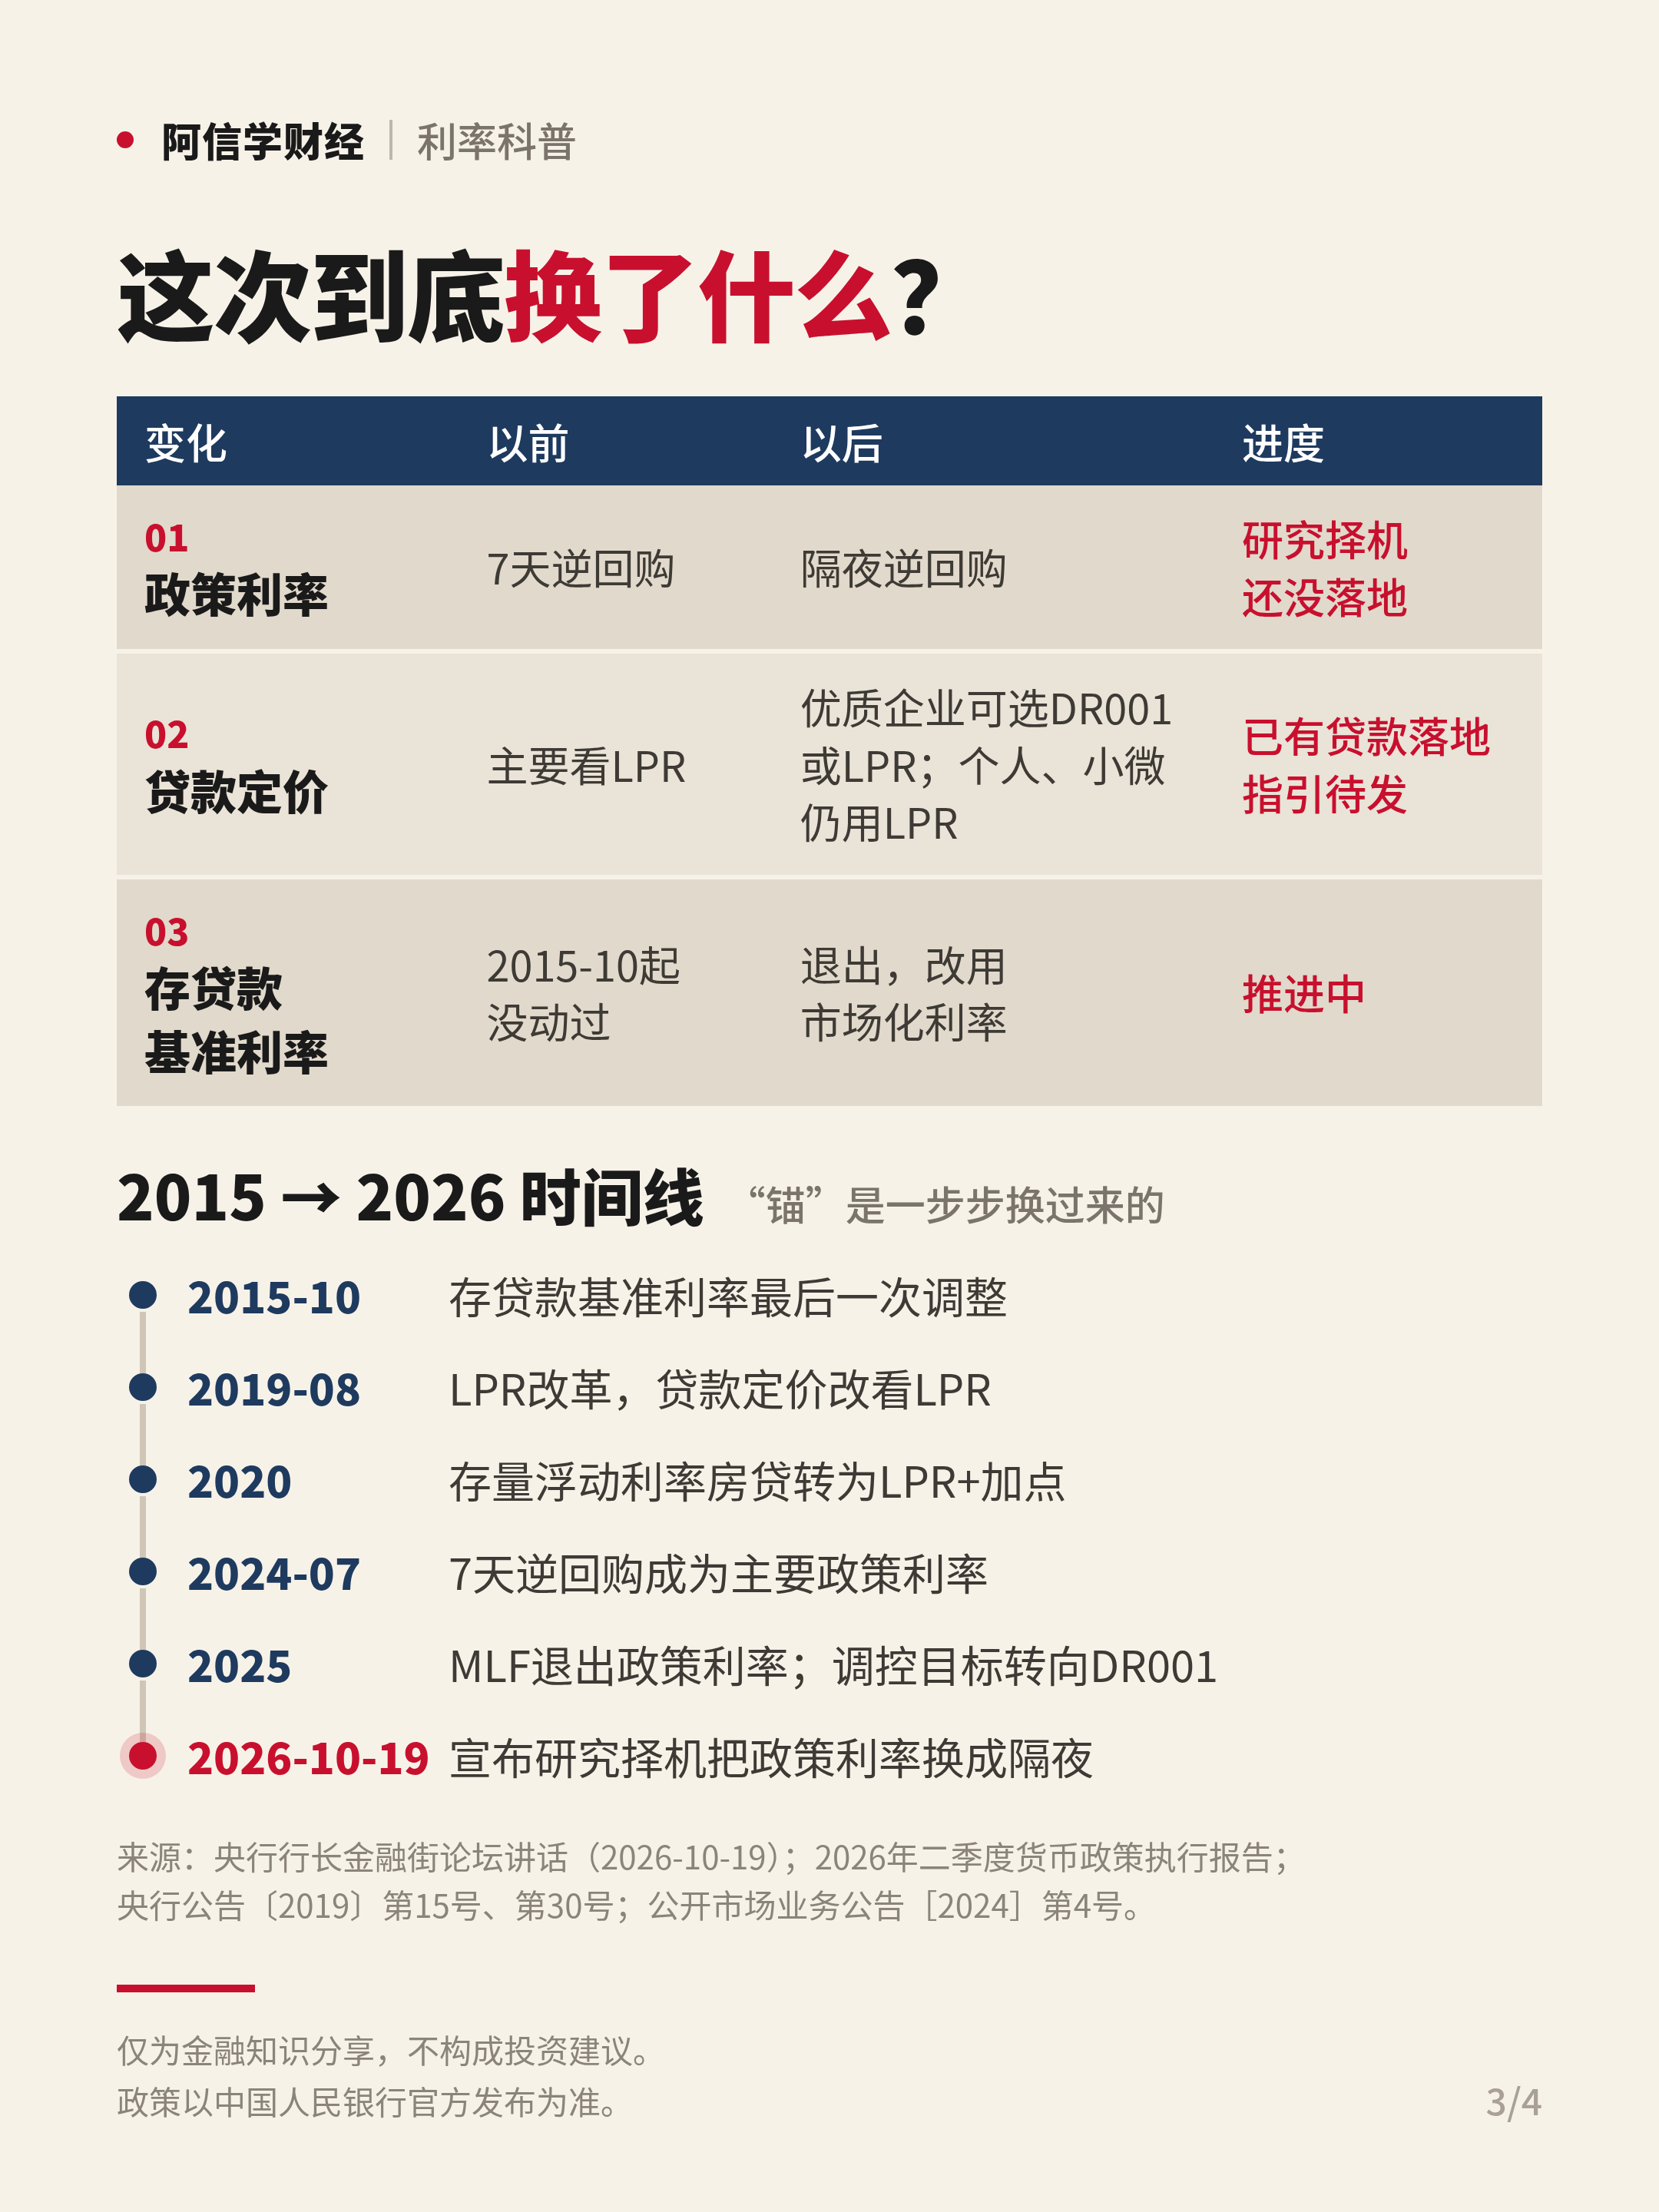 阿信学财经｜利率科普
这次到底换了什么？
变化 以前 以后 进度
01
政策利率
7天逆回购
隔夜逆回购
研究择机
还没落地
02
贷款定价
主要看LPR
优质企业可选DR001
或LPR；个人、小微
仍用LPR
已有贷款落地
指引待发
03
存贷款
基准利率
2015-10起
没动过
退出，改用
市场化利率
推进中
2015 → 2026 时间线 “锚”是一步步换过来的
2015-10 存贷款基准利率最后一次调整
2019-08 LPR改革，贷款定价改看LPR
2020 存量浮动利率房贷转为LPR+加点
2024-07 7天逆回购成为主要政策利率
2025 MLF退出政策利率；调控目标转向DR001
2026-10-19 宣布研究择机把政策利率换成隔夜
来源：央行行长金融街论坛讲话（2026-10-19）；2026年二季度货币政策执行报告；
央行公告〔2019〕第15号、第30号；公开市场业务公告［2024］第4号。
仅为金融知识分享，不构成投资建议。
政策以中国人民银行官方发布为准。
3/4